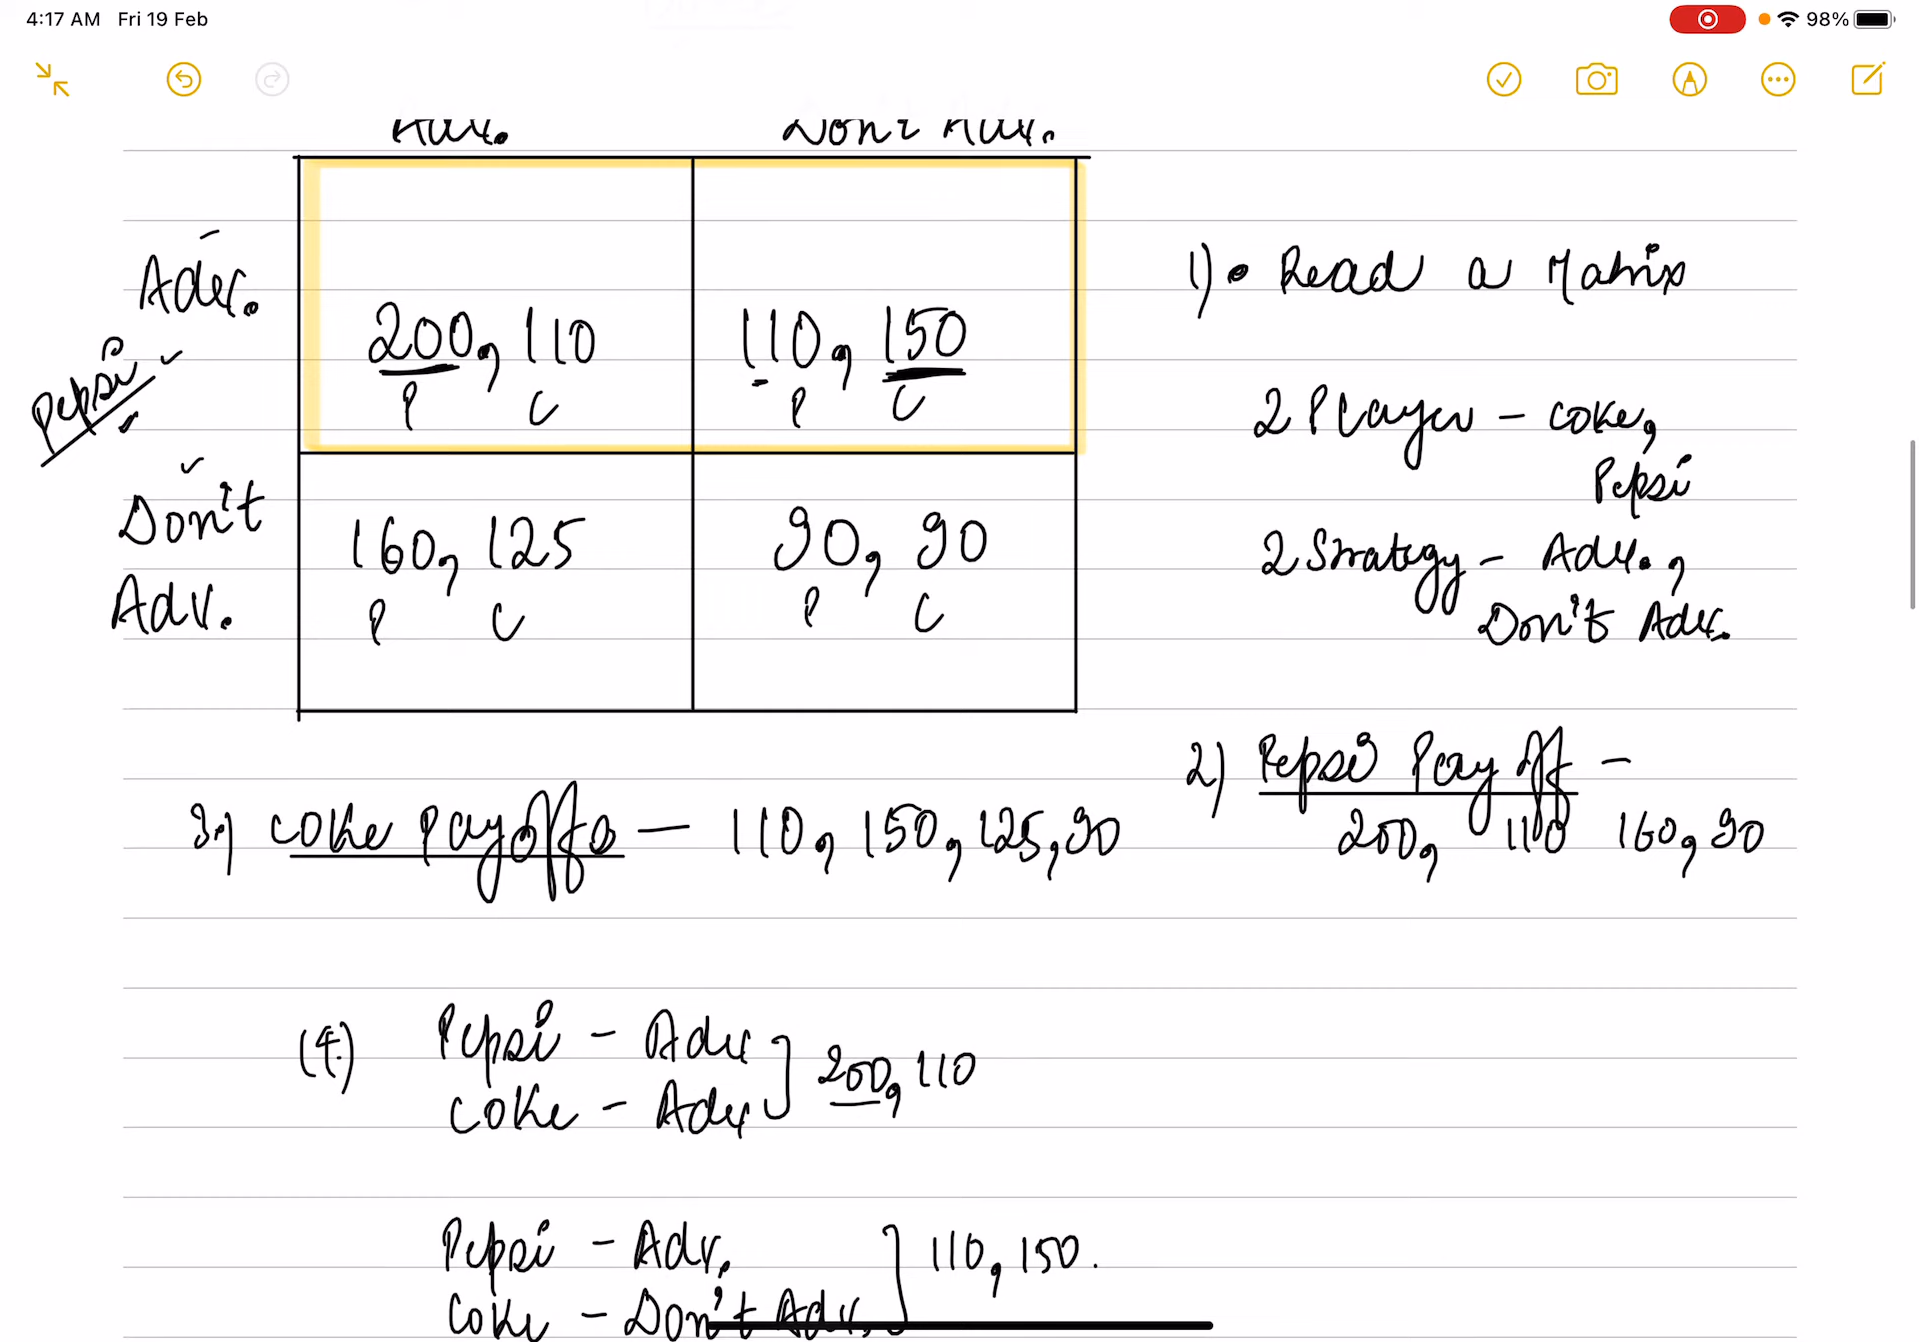 4:17 AM Fri 19 Feb 98%
Adv. Don't Adv.
Adv.
Pepsi
200, 110 110, 150
P C P C
Don't
Adv.
160, 125 90, 90
P C P C
1) • Read a Matrix
2 Player - Coke,
Pepsi
2 Strategy - Adv. ,
Don't Adv.
2) Pepsi Pay off -
200, 110 160, 90
3) Coke Payoffs - 110, 150, 125, 90
(4) Pepsi - Adv
Coke - Adv
200, 110
Pepsi - Adv.
Coke - Don't Adv.
110, 150.